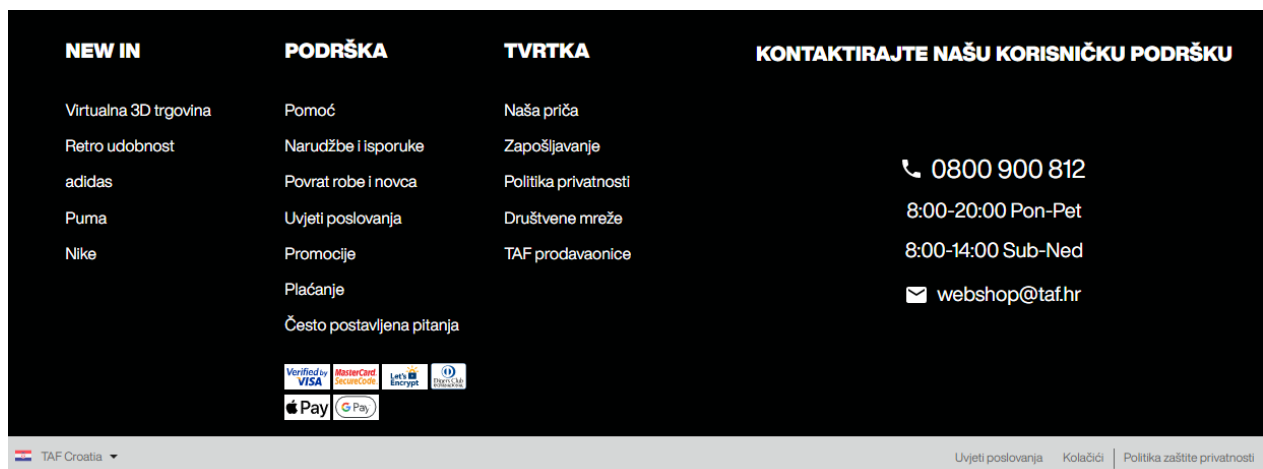 NEW IN
Virtualna 3D trgovina
Retro udobnost
adidas
Puma
Nike
PODRŠKA
Pomoć
Narudžbe i isporuke
Povrat robe i novca
Uvjeti poslovanja
Promocije
Plaćanje
Često postavljena pitanja
Verified by
VISA
MasterCard.
SecureCode.
Let's
Encrypt
Diners Club
INTERNATIONAL
Pay
G Pay
TVRTKA
Naša priča
Zapošljavanje
Politika privatnosti
Društvene mreže
TAF prodavaonice
KONTAKTIRAJTE NAŠU KORISNIČKU PODRŠKU
0800 900 812
8:00-20:00 Pon-Pet
8:00-14:00 Sub-Ned
webshop@taf.hr
TAF Croatia
Uvjeti poslovanja Kolačići Politika zaštite privatnosti